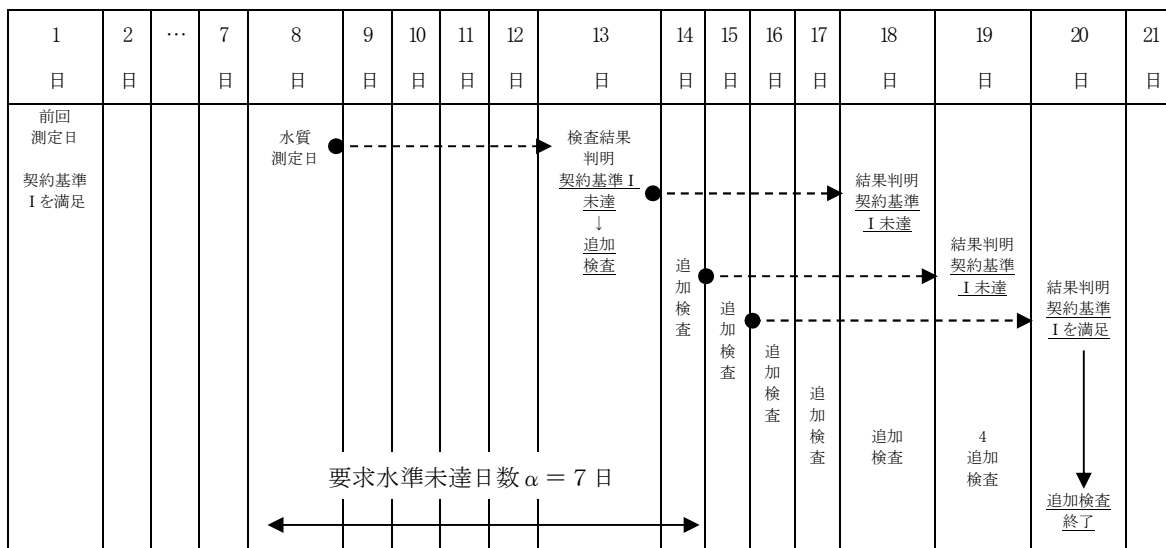 1
日
2
日
…
7
日
8
日
9
日
10
日
11
日
12
日
13
日
14
日
15
日
16
日
17
日
18
日
19
日
20
日
21
日
前回
測定日
契約基準
Ⅰを満足
水質
測定日
検査結果
判明
契約基準Ⅰ
未達
↓
追加
検査
追加検査
追加検査
追加検査
追加検査
結果判明
契約基準
Ⅰ未達
追加
検査
結果判明
契約基準
Ⅰ未達
4
追加
検査
結果判明
契約基準
Ⅰを満足
追加検査
終了
要求水準未達日数α＝7日